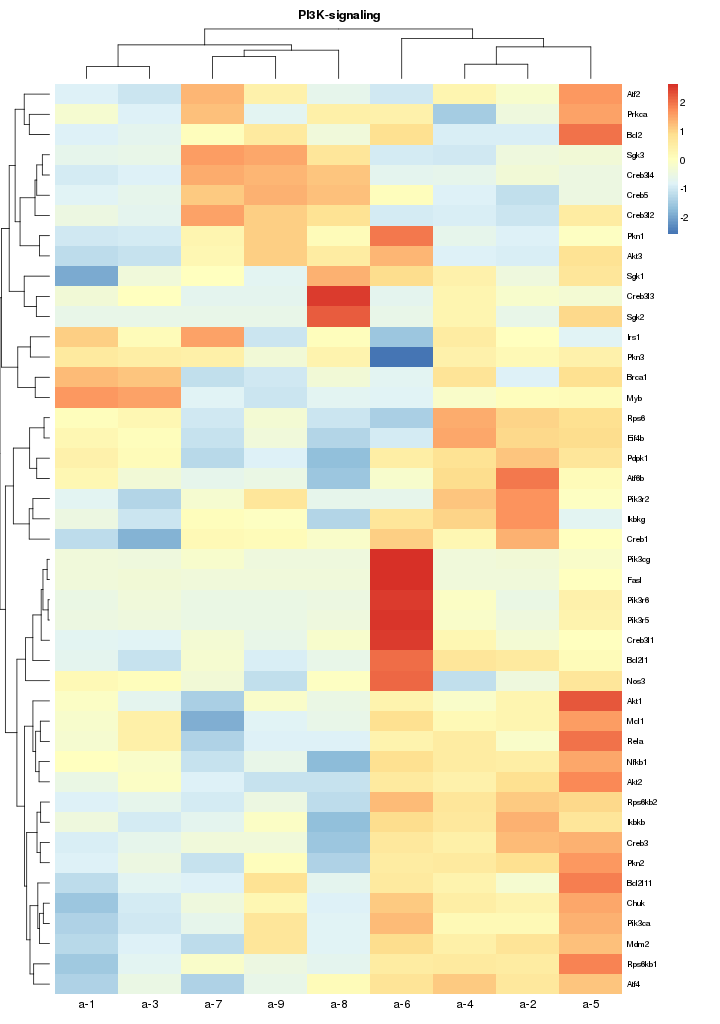 PI3K-signaling
Atf2
Prkca
Bcl2
Sgk3
Creb3l4
Creb5
Creb3l2
Pkn1
Akt3
Sgk1
Creb3l3
Sgk2
Irs1
Pkn3
Brca1
Myb
Rps6
Eif4b
Pdpk1
Atf6b
Pik3r2
Ikbkg
Creb1
Pik3cg
Fasl
Pik3r6
Pik3r5
Creb3l1
Bcl2l1
Nos3
Akt1
Mcl1
Rela
Nfkb1
Akt2
Rps6kb2
Ikbkb
Creb3
Pkn2
Bcl2l11
Chuk
Pik3ca
Mdm2
Rps6kb1
Atf4
2
1
0
-1
-2
a-1 a-3 a-7 a-9 a-8 a-6 a-4 a-2 a-5